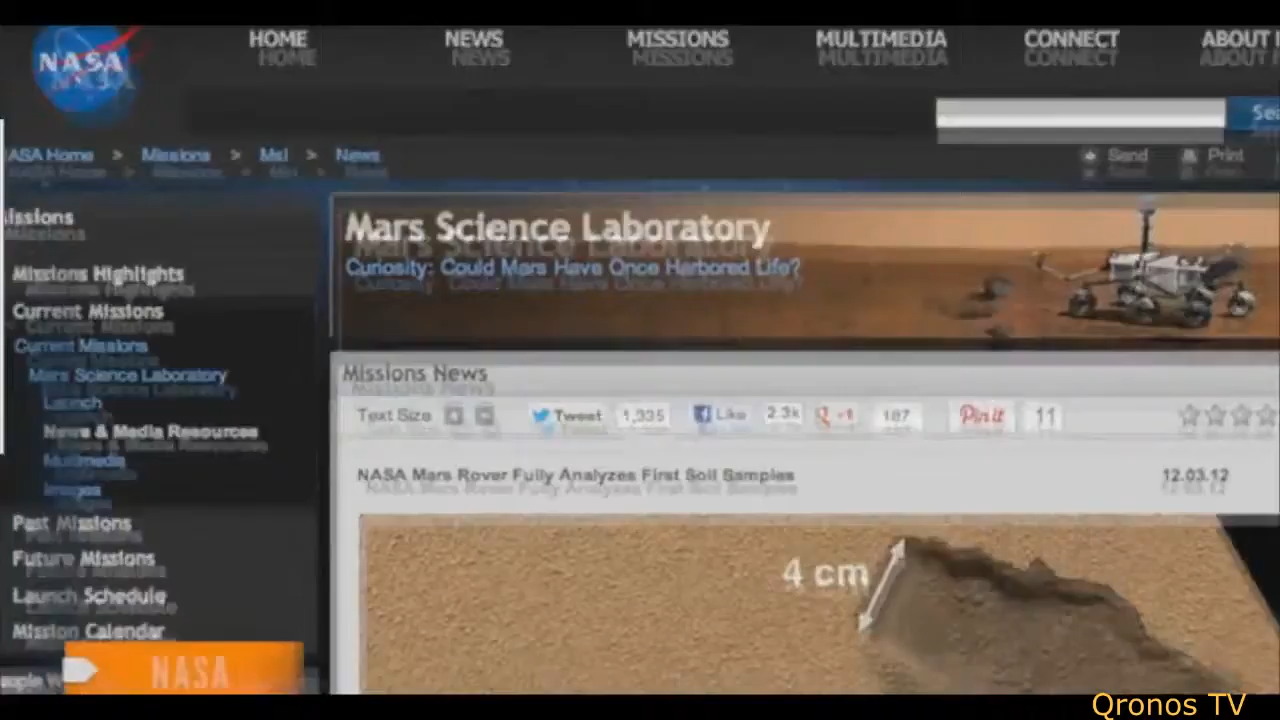 NASA
HOME NEWS MISSIONS MULTIMEDIA CONNECT ABOUT
Sea
ASA Home > Missions > Msl > News
Send Print
Missions
Mars Science Laboratory
Curiosity: Could Mars Have Once Harbored Life?
Missions Highlights
Current Missions
Current Missions
Mars Science Laboratory
Launch
News & Media Resources
Multimedia
Images
Past Missions
Future Missions
Launch Schedule
Mission Calendar
Missions News
Text Size Tweet 1,335 Like 2.3k +1 187 Pin it 11
NASA Mars Rover Fully Analyzes First Soil Samples 12.03.12
4 cm
NASA
Qronos TV